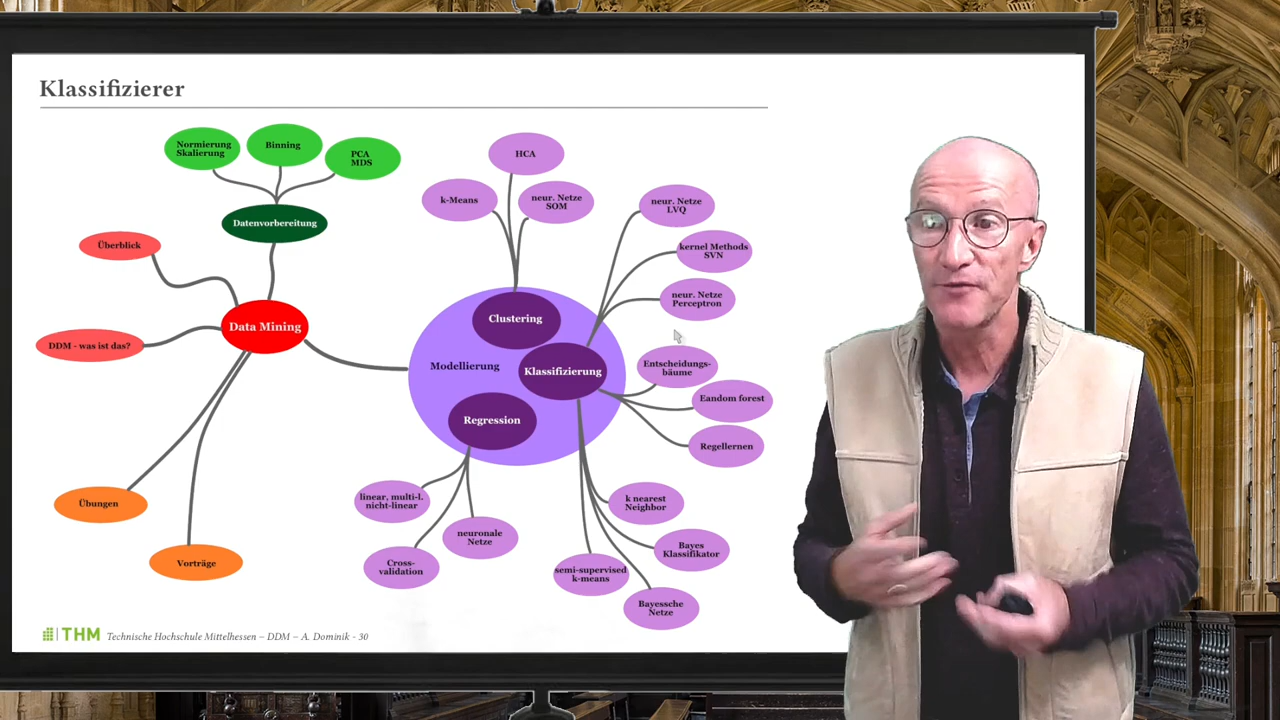 Klassifizierer
Normierung
Skalierung
Binning
PCA
MDS
Datenvorbereitung
Überblick
DDM - was ist das?
Data Mining
Übungen
Vorträge
HCA
k-Means
neur. Netze
SOM
Clustering
Modellierung
Klassifizierung
Regression
neur. Netze
LVQ
kernel Methods
SVN
neur. Netze
Perceptron
Entscheidungs-
bäume
Eandom forest
Regellernen
linear, multi-l.
nicht-linear
Cross-
validation
neuronale
Netze
k nearest
Neighbor
Bayes
Klassifikator
semi-supervised
k-means
Bayessche
Netze
THM Technische Hochschule Mittelhessen – DDM – A. Dominik - 30